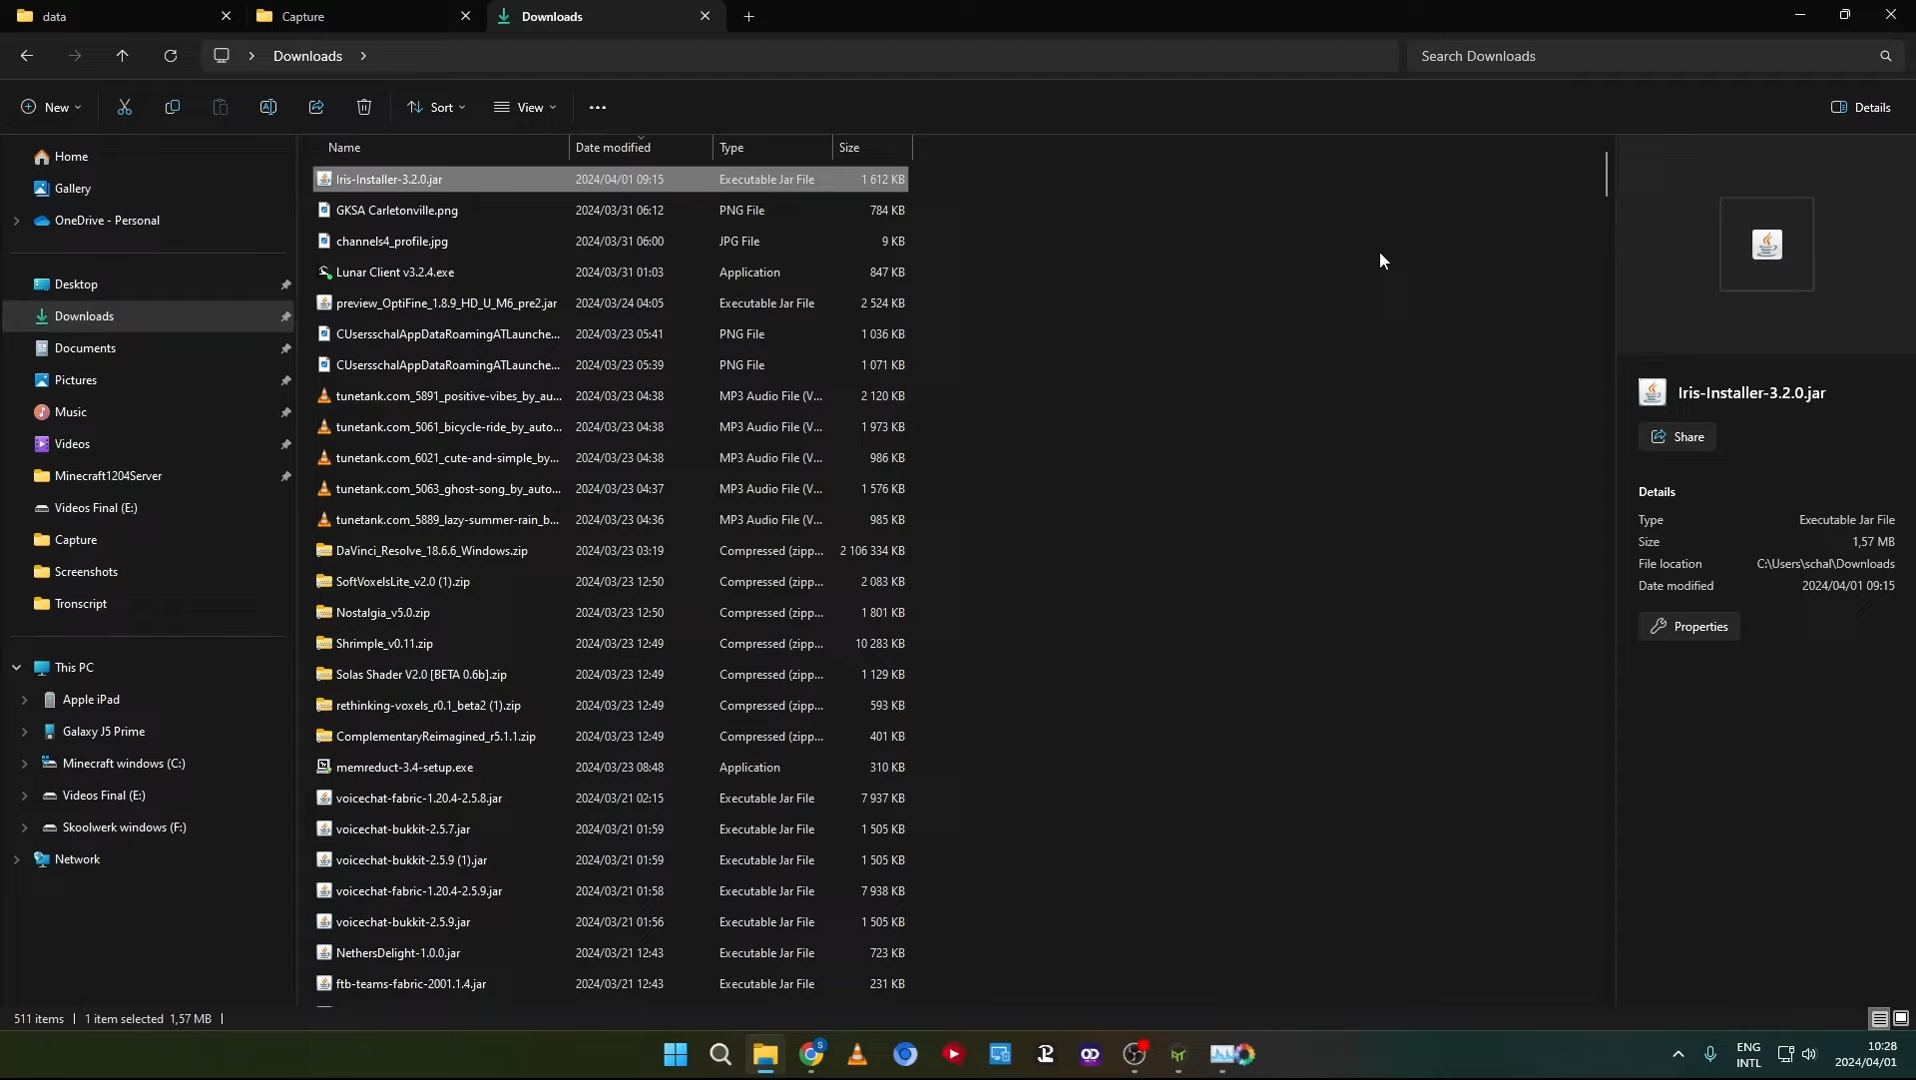 data
Capture
Downloads
Downloads
Search Downloads
New
Sort
View
Details
Home
Gallery
OneDrive - Personal
Desktop
Downloads
Documents
Pictures
Music
Videos
Minecraft1204Server
Videos Final (E:)
Capture
Screenshots
Tronscript
This PC
Apple iPad
Galaxy J5 Prime
Minecraft windows (C:)
Videos Final (E:)
Skoolwerk windows (F:)
Network
Name Date modified Type Size
Iris-Installer-3.2.0.jar 2024/04/01 09:15 Executable Jar File 1 612 KB
GKSA Carletonville.png 2024/03/31 06:12 PNG File 784 KB
channels4_profile.jpg 2024/03/31 06:00 JPG File 9 KB
Lunar Client v3.2.4.exe 2024/03/31 01:03 Application 847 KB
preview_OptiFine_1.8.9_HD_U_M6_pre2.jar 2024/03/24 04:05 Executable Jar File 2 524 KB
CUsersschalAppDataRoamingATLaunche... 2024/03/23 05:41 PNG File 1 036 KB
CUsersschalAppDataRoamingATLaunche... 2024/03/23 05:39 PNG File 1 071 KB
tunetank.com_5891_positive-vibes_by_au... 2024/03/23 04:38 MP3 Audio File (V... 2 120 KB
tunetank.com_5061_bicycle-ride_by_auto... 2024/03/23 04:38 MP3 Audio File (V... 1 973 KB
tunetank.com_6021_cute-and-simple_by... 2024/03/23 04:38 MP3 Audio File (V... 986 KB
tunetank.com_5063_ghost-song_by_auto... 2024/03/23 04:37 MP3 Audio File (V... 1 576 KB
tunetank.com_5889_lazy-summer-rain_b... 2024/03/23 04:36 MP3 Audio File (V... 985 KB
DaVinci_Resolve_18.6.6_Windows.zip 2024/03/23 03:19 Compressed (zipp... 2 106 334 KB
SoftVoxelsLite_v2.0 (1).zip 2024/03/23 12:50 Compressed (zipp... 2 083 KB
Nostalgia_v5.0.zip 2024/03/23 12:50 Compressed (zipp... 1 801 KB
Shrimple_v0.11.zip 2024/03/23 12:49 Compressed (zipp... 10 283 KB
Solas Shader V2.0 [BETA 0.6b].zip 2024/03/23 12:49 Compressed (zipp... 1 129 KB
rethinking-voxels_r0.1_beta2 (1).zip 2024/03/23 12:49 Compressed (zipp... 593 KB
ComplementaryReimagined_r5.1.1.zip 2024/03/23 12:49 Compressed (zipp... 401 KB
memreduct-3.4-setup.exe 2024/03/23 08:48 Application 310 KB
voicechat-fabric-1.20.4-2.5.8.jar 2024/03/21 02:15 Executable Jar File 7 937 KB
voicechat-bukkit-2.5.7.jar 2024/03/21 01:59 Executable Jar File 1 505 KB
voicechat-bukkit-2.5.9 (1).jar 2024/03/21 01:59 Executable Jar File 1 505 KB
voicechat-fabric-1.20.4-2.5.9.jar 2024/03/21 01:58 Executable Jar File 7 938 KB
voicechat-bukkit-2.5.9.jar 2024/03/21 01:56 Executable Jar File 1 505 KB
NethersDelight-1.0.0.jar 2024/03/21 12:43 Executable Jar File 723 KB
ftb-teams-fabric-2001.1.4.jar 2024/03/21 12:43 Executable Jar File 231 KB
Iris-Installer-3.2.0.jar
Share
Details
Type Executable Jar File
Size 1,57 MB
File location C:\Users\schal\Downloads
Date modified 2024/04/01 09:15
Properties
511 items 1 item selected 1,57 MB
ENG
INTL
10:28
2024/04/01